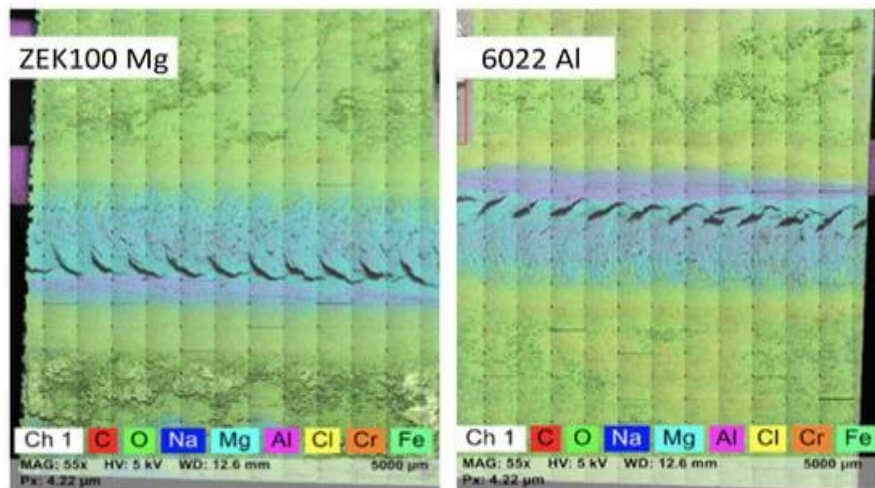 ZEK100 Mg
6022 Al
Ch 1 C O Na Mg Al Cl Cr Fe
MAG: 55x HV: 5 kV WD: 12.6 mm 5000 µm
Px: 4.22 µm
Ch 1 C O Na Mg Al Cl Cr Fe
MAG: 55x HV: 5 kV WD: 12.6 mm 5000 µm
Px: 4.22 µm